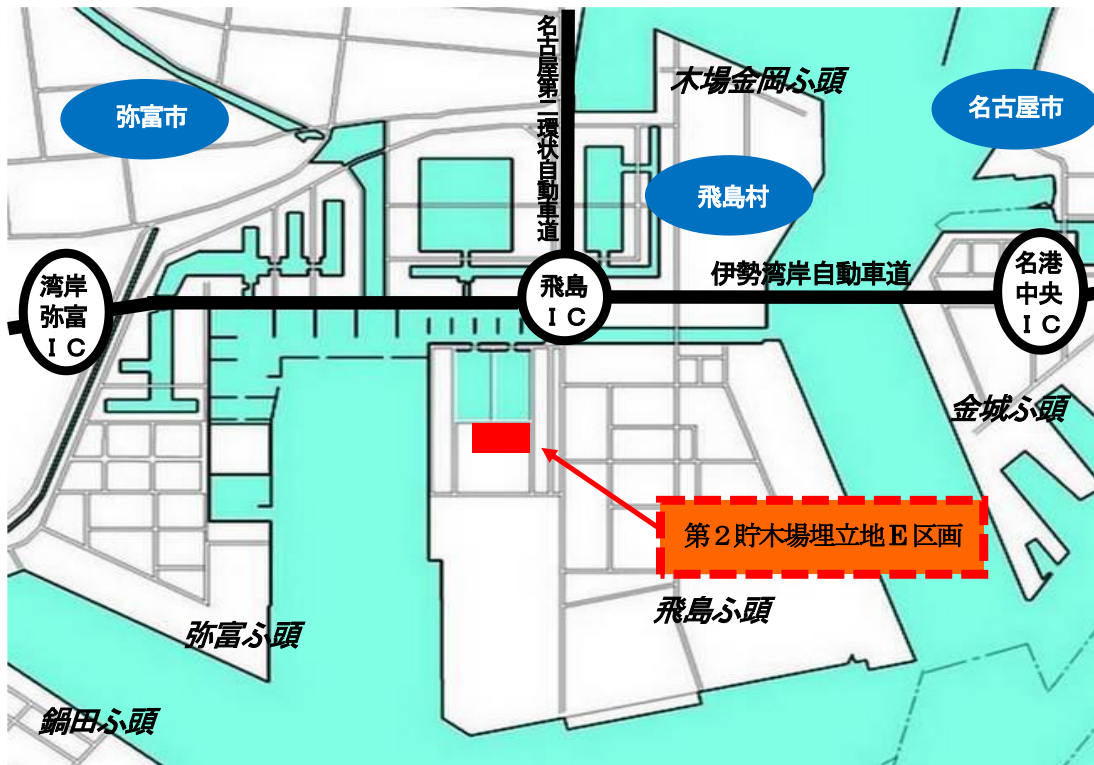 名古屋第二環状自動車道
木場金岡ふ頭
弥富市
名古屋市
飛島村
伊勢湾岸自動車道
湾岸
弥富
ＩＣ
飛島
ＩＣ
名港
中央
ＩＣ
金城ふ頭
第２貯木場埋立地Ｅ区画
飛島ふ頭
弥富ふ頭
鍋田ふ頭